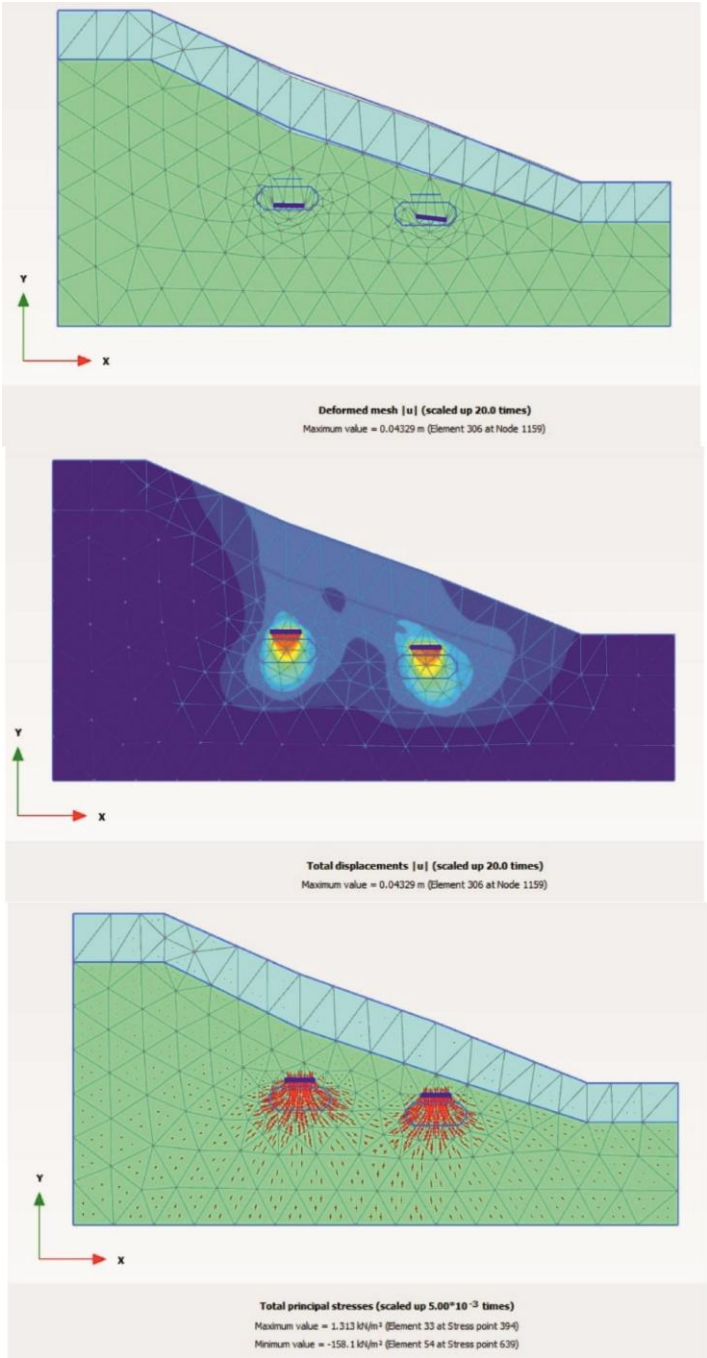 Y
X
Deformed mesh |u| (scaled up 20.0 times)
Maximum value = 0.04329 m (Element 306 at Node 1159)
Y
X
Total displacements |u| (scaled up 20.0 times)
Maximum value = 0.04329 m (Element 306 at Node 1159)
Y
X
Total principal stresses (scaled up 5.00*10⁻³ times)
Maximum value = 1.313 kN/m² (Element 33 at Stress point 394)
Minimum value = -158.1 kN/m² (Element 54 at Stress point 639)